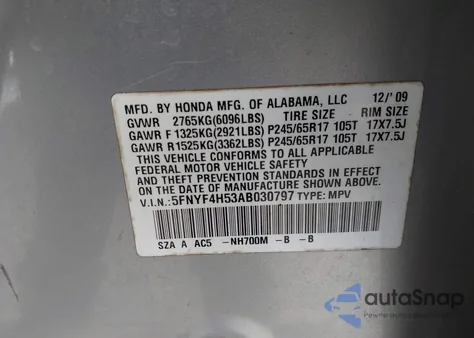 MFD. BY HONDA MFG. OF ALABAMA, LLC 12/'09
GVWR 2765KG(6096LBS) TIRE SIZE RIM SIZE
GAWR F 1325KG(2921LBS) P245/65R17 105T 17X7.5J
GAWR R1525KG(3362LBS) P245/65R17 105T 17X7.5J
THIS VEHICLE CONFORMS TO ALL APPLICABLE
FEDERAL MOTOR VEHICLE SAFETY
AND THEFT PREVENTION STANDARDS IN EFFECT
ON THE DATE OF MANUFACTURE SHOWN ABOVE.
V.I.N.: 5FNYF4H53AB030797 TYPE: MPV
SZA A AC5 -NH700M -B -B
autoSnap